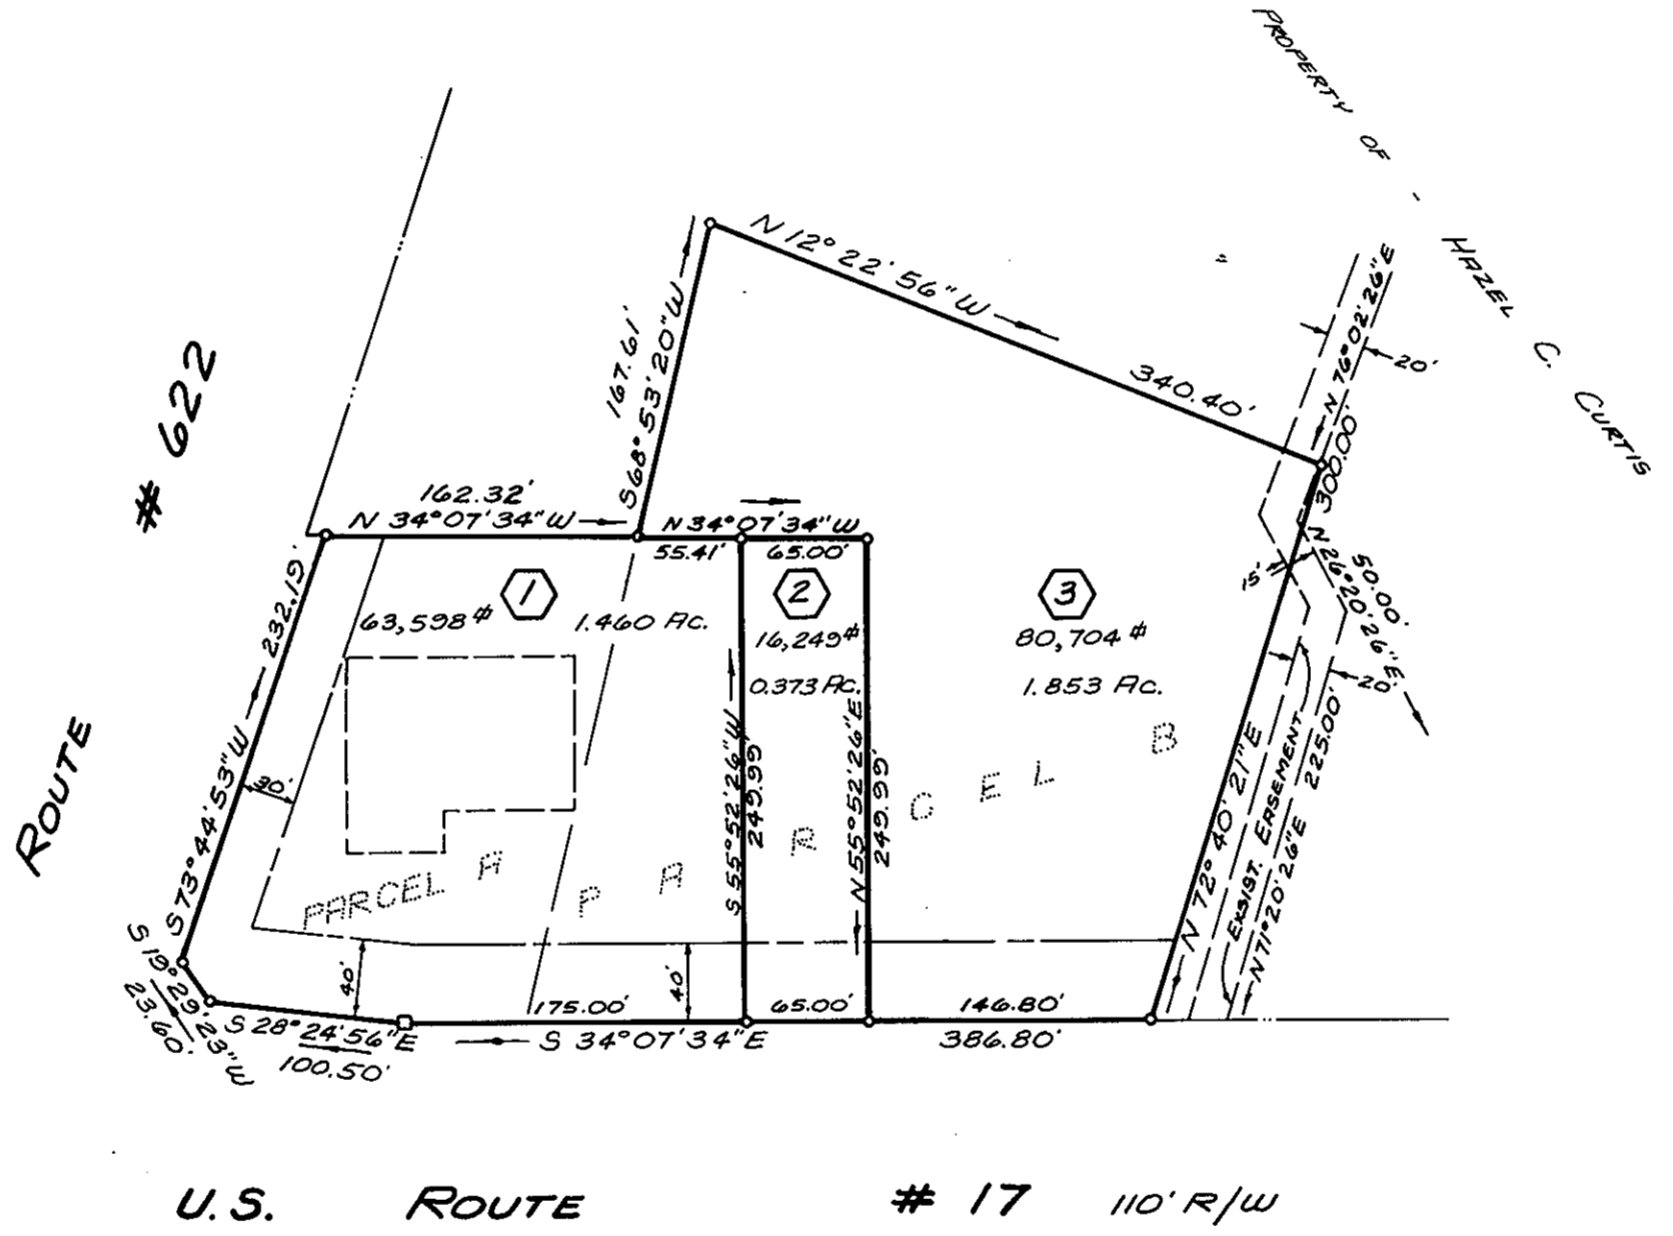 PROPERTY OF - HAZEL C. CURTIS
N 12° 22' 56" W
340.40'
N 76° 02' 26" E
300.00'
20'
# 622
ROUTE
167.61'
S 68° 53' 20" W
162.32'
N 34° 07' 34" W
N 34° 07' 34" W
55.41'
65.00'
1
63,598 #
1.460 AC.
2
16,249 #
0.373 AC.
3
80,704 #
1.853 AC.
15'
50.00'
N 26° 20' 26" E
20'
232.19'
S 73° 44' 53" W
30'
S 55° 52' 26" W
249.99'
N 55° 52' 26" E
249.99'
PARCEL A
PARCEL B
N 72° 40' 21" E
EXSIST. EASEMENT
N 71° 20' 26" E 225.00'
S 19° 29' 23" W
23.60'
40'
40'
S 28° 24' 56" E
100.50'
175.00'
65.00'
146.80'
S 34° 07' 34" E
386.80'
U.S. ROUTE # 17 110' R/W